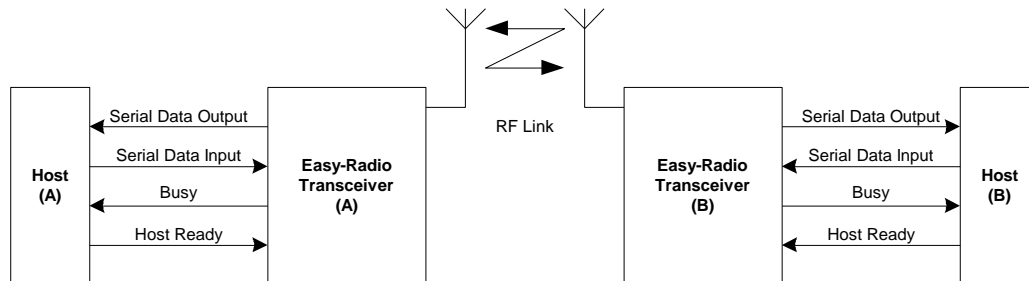 Serial Data Output
Serial Data Input
Busy
Host Ready
Host
(A)
Easy-Radio
Transceiver
(A)
RF Link
Easy-Radio
Transceiver
(B)
Serial Data Output
Serial Data Input
Busy
Host Ready
Host
(B)